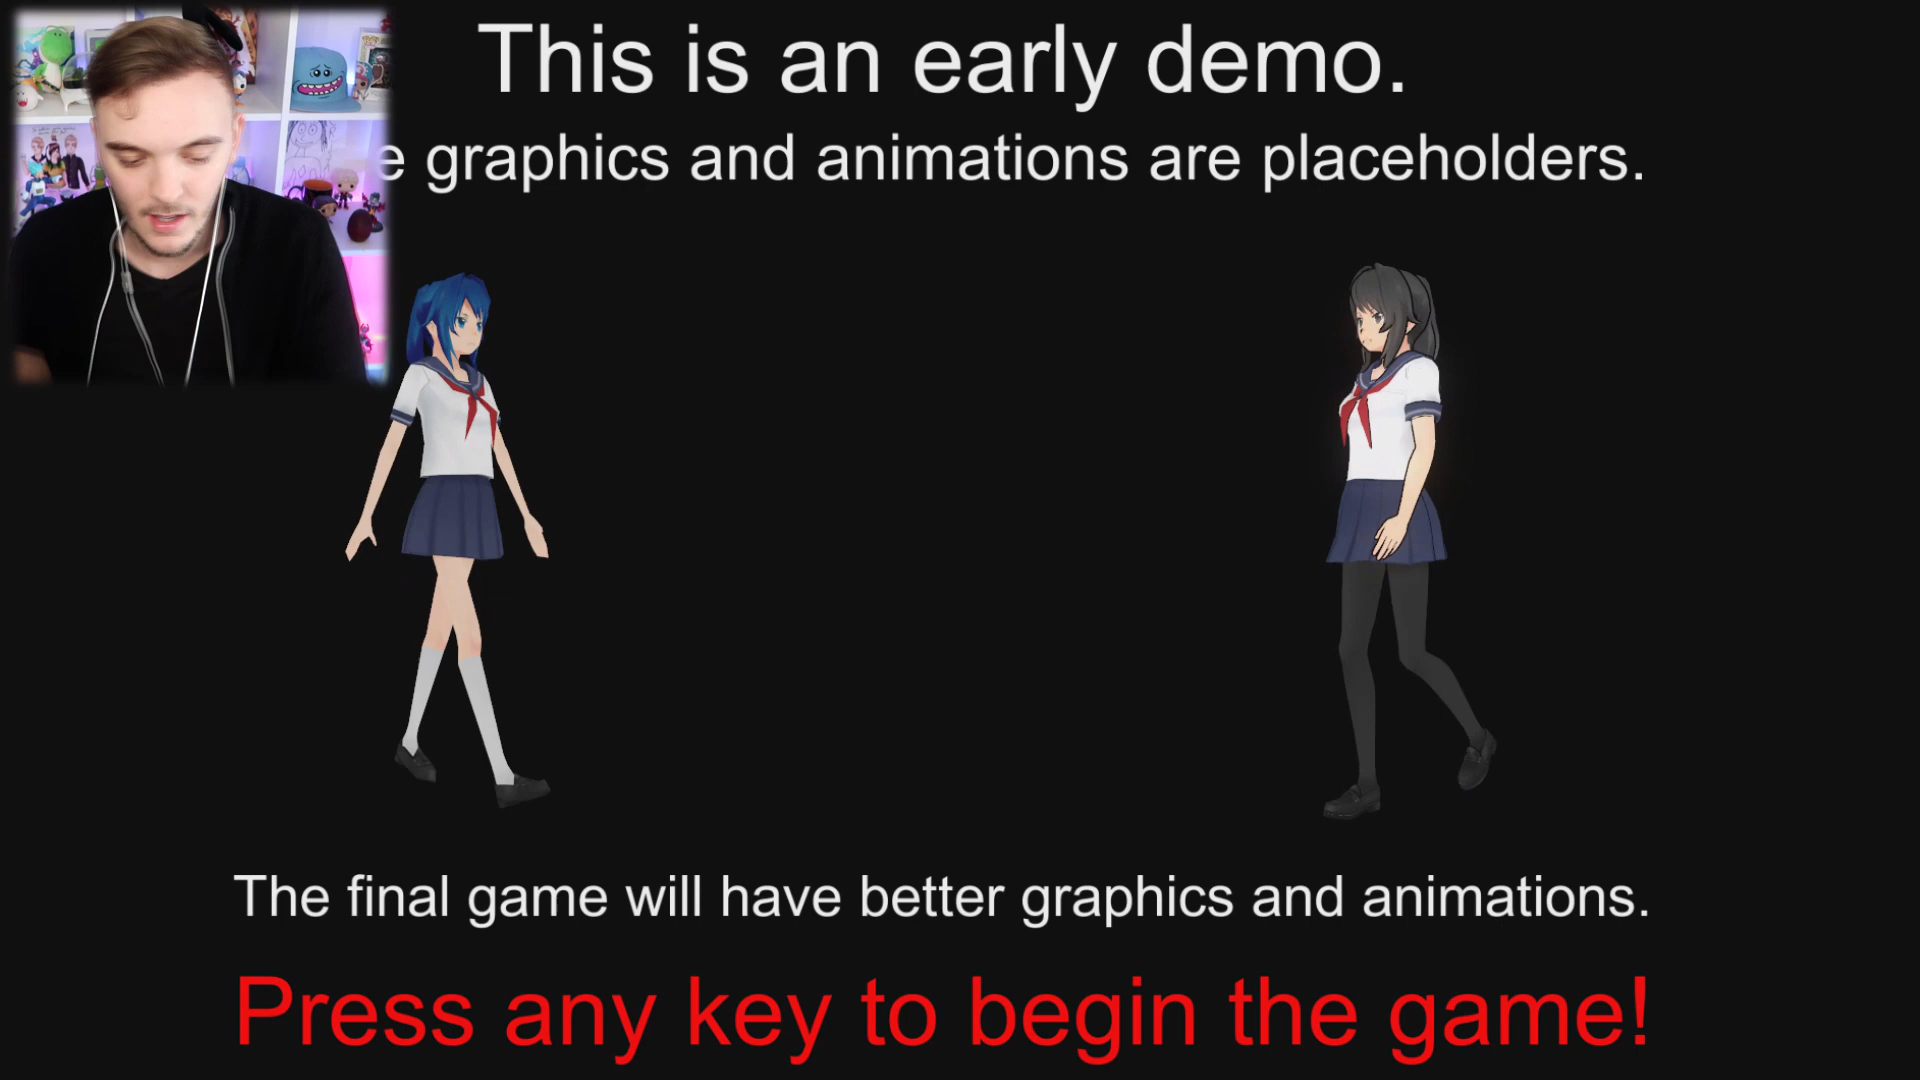 This is an early demo.
graphics and animations are placeholders.
The final game will have better graphics and animations.
Press any key to begin the game!